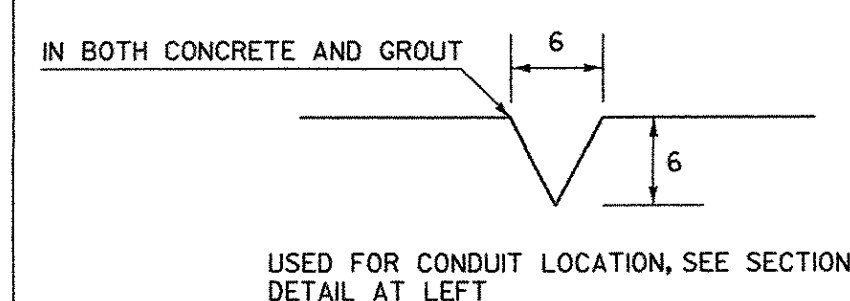 IN BOTH CONCRETE AND GROUT
6
6
USED FOR CONDUIT LOCATION, SEE SECTION
DETAIL AT LEFT